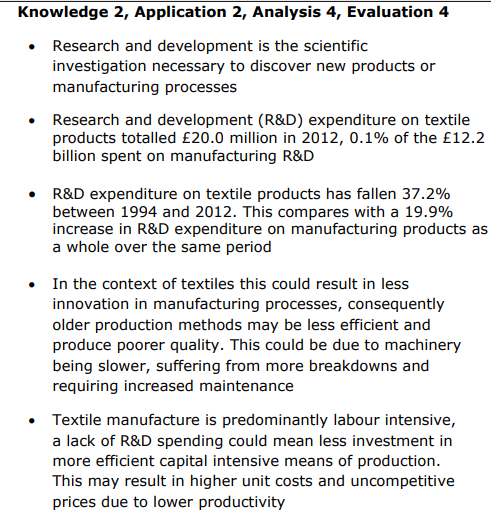 Knowledge 2, Application 2, Analysis 4, Evaluation 4
• Research and development is the scientific
investigation necessary to discover new products or
manufacturing processes
• Research and development (R&D) expenditure on textile
products totalled £20.0 million in 2012, 0.1% of the £12.2
billion spent on manufacturing R&D
• R&D expenditure on textile products has fallen 37.2%
between 1994 and 2012. This compares with a 19.9%
increase in R&D expenditure on manufacturing products as
a whole over the same period
• In the context of textiles this could result in less
innovation in manufacturing processes, consequently
older production methods may be less efficient and
produce poorer quality. This could be due to machinery
being slower, suffering from more breakdowns and
requiring increased maintenance
• Textile manufacture is predominantly labour intensive,
a lack of R&D spending could mean less investment in
more efficient capital intensive means of production.
This may result in higher unit costs and uncompetitive
prices due to lower productivity